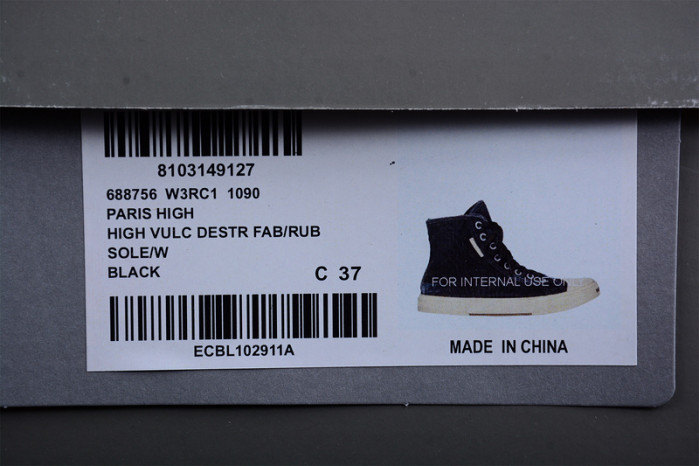 8103149127
688756 W3RC1 1090
PARIS HIGH
HIGH VULC DESTR FAB/RUB
SOLE/W
BLACK
C 37
FOR INTERNAL USE O
ECBL102911A
MADE IN CHINA